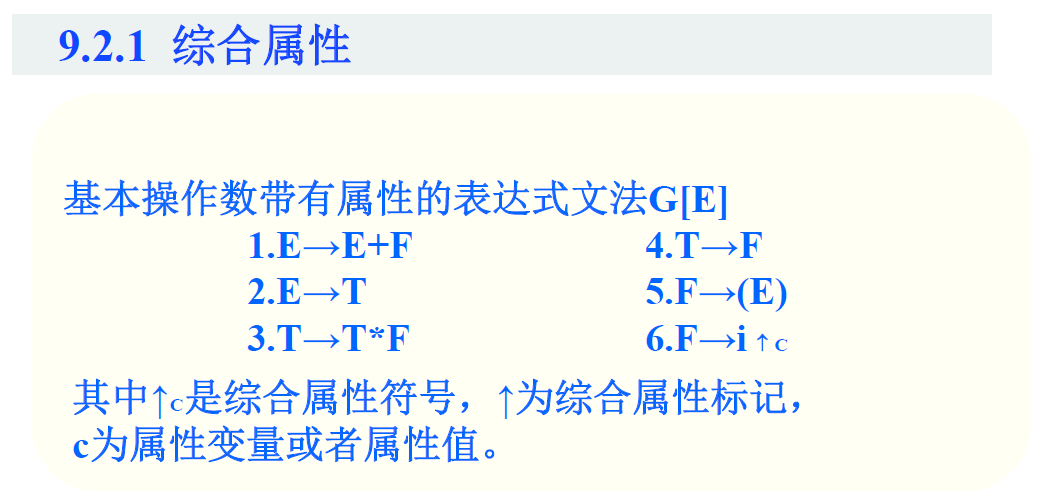 9.2.1 综合属性
基本操作数带有属性的表达式文法G[E]
1.E→E+F 4.T→F
2.E→T 5.F→(E)
3.T→T*F 6.F→i ↑ C
其中↑c是综合属性符号，↑为综合属性标记，
c为属性变量或者属性值。